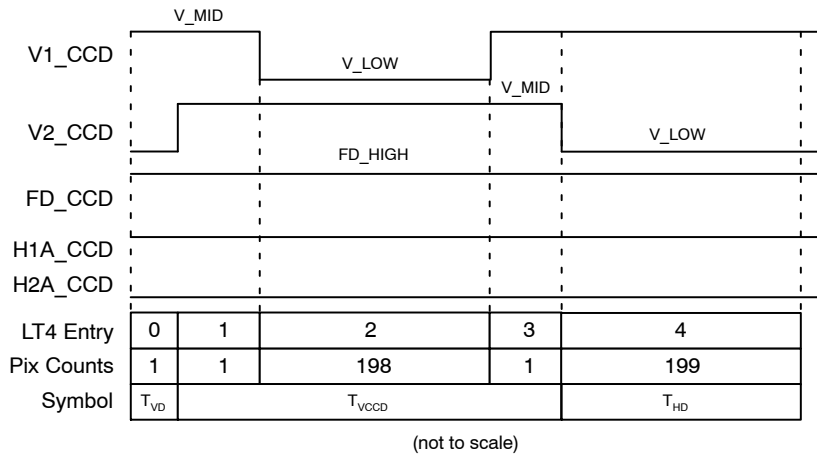 V_MID
V1_CCD
V_LOW
V_MID
V2_CCD
V_LOW
FD_HIGH
FD_CCD
H1A_CCD
H2A_CCD
LT4 Entry 0 1 2 3 4
Pix Counts 1 1 198 1 199
Symbol TVD TVCCD THD
(not to scale)